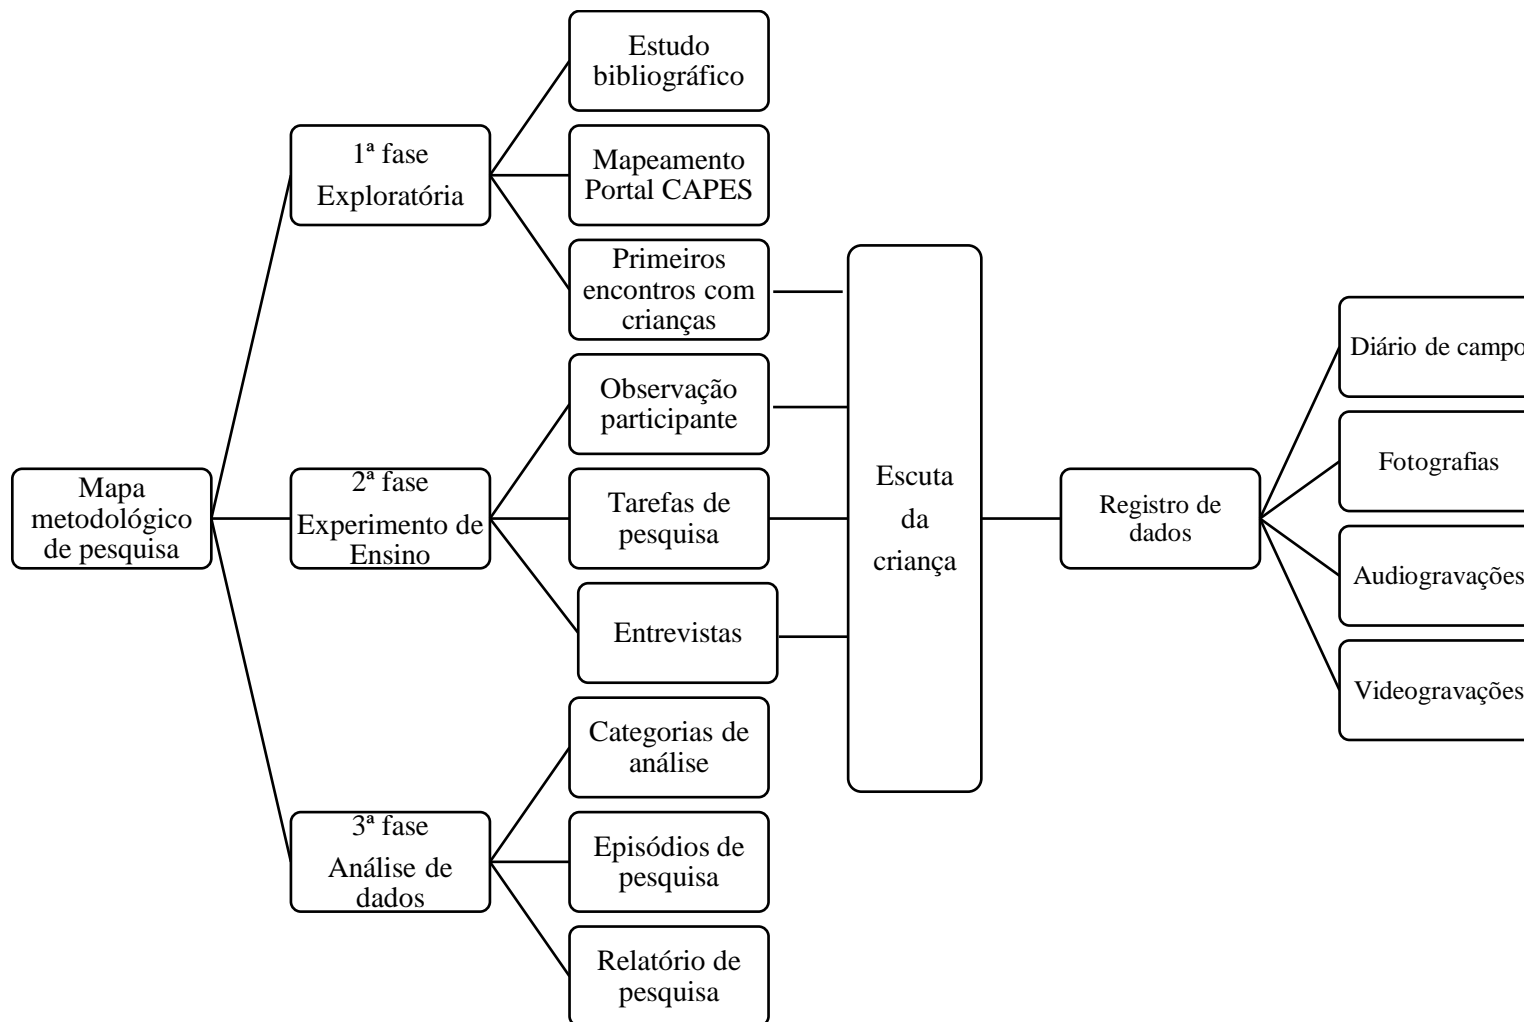 Mapa
metodológico
de pesquisa
1ª fase
Exploratória
Estudo
bibliográfico
Mapeamento
Portal CAPES
Primeiros
encontros com
crianças
2ª fase
Experimento de
Ensino
Observação
participante
Tarefas de
pesquisa
Entrevistas
3ª fase
Análise de
dados
Categorias de
análise
Episódios de
pesquisa
Relatório de
pesquisa
Escuta
da
criança
Registro de
dados
Diário de campo
Fotografias
Audiogravações
Videogravações